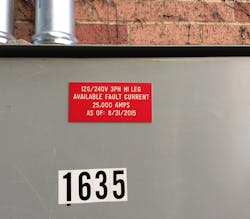 120/240V 3PH HI LEG
AVAILABLE FAULT CURRENT
25,000 AMPS
AS OF: 8/31/2015
1635